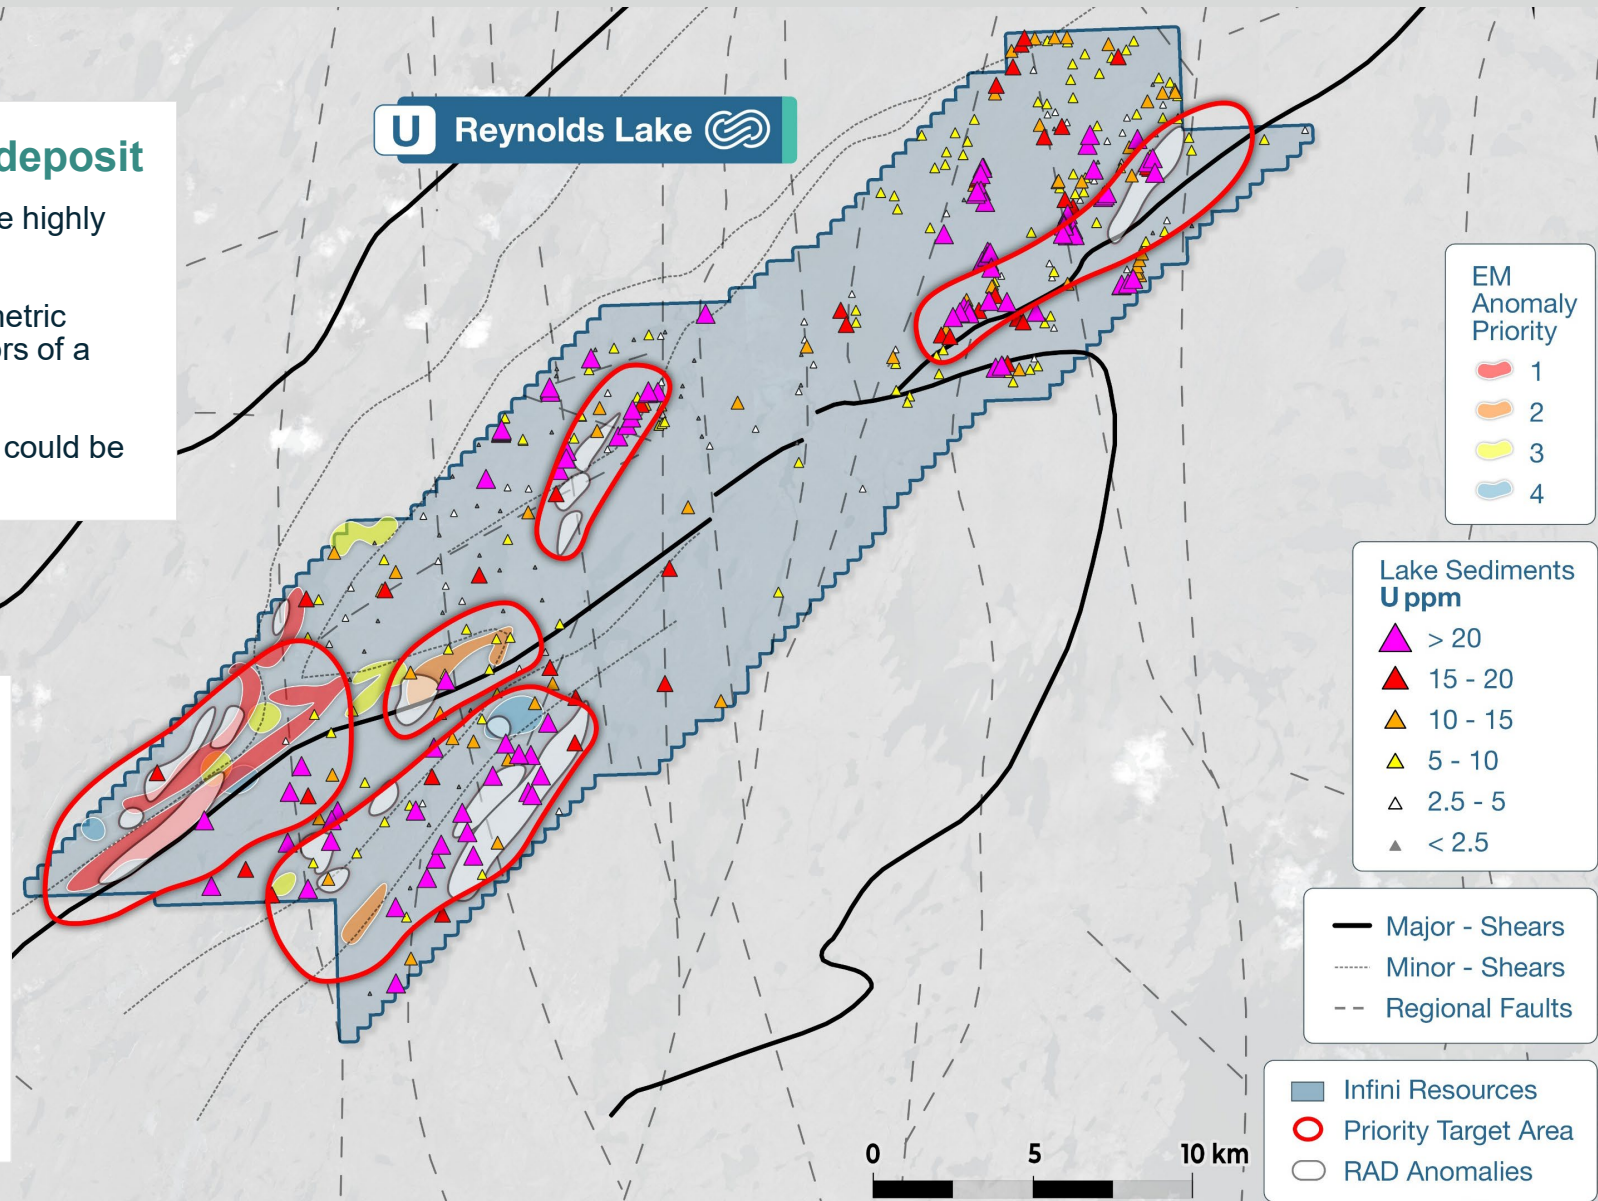 deposit
e highly
netric
rs of a
could be
U Reynolds Lake
EM
Anomaly
Priority
1
2
3
4
Lake Sediments
U ppm
> 20
15 - 20
10 - 15
5 - 10
2.5 - 5
< 2.5
Major - Shears
Minor - Shears
Regional Faults
Infini Resources
Priority Target Area
RAD Anomalies
0 5 10 km